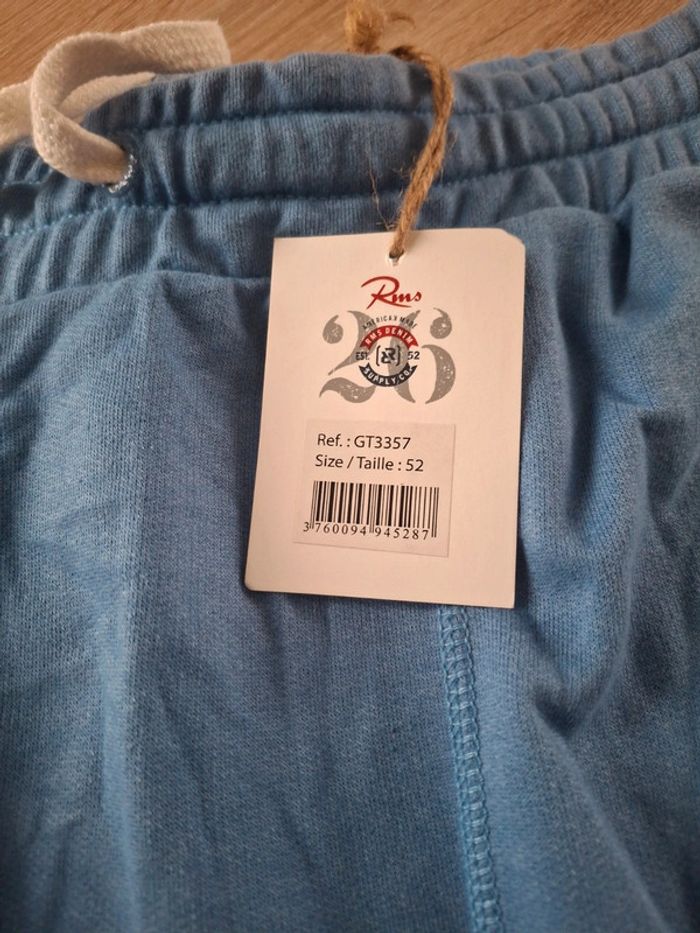 Rms
26
AMERICAN MADE
RMS DENIM
EST. R 52
SUPPLY.CO.
Ref. : GT3357
Size / Taille : 52
3 760094 945287